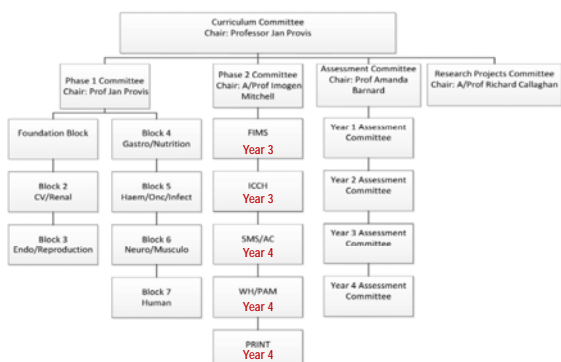 Curriculum Committee
Chair: Professor Jan Provis
Phase 1 Committee
Chair: Prof Jan Provis
Phase 2 Committee
Chair: A/Prof Imogen
Mitchell
Assessment Committee
Chair: Prof Amanda
Barnard
Research Projects Committee
Chair: A/Prof Richard Callaghan
Foundation Block
Block 2
CV/Renal
Block 3
Endo/Reproduction
Block 4
Gastro/Nutrition
Block 5
Haem/Onc/Infect
Block 6
Neuro/Musculo
Block 7
Human
FIMS
Year 3
ICCH
Year 3
SMS/AC
Year 4
WH/PAM
Year 4
PRINT
Year 4
Year 1 Assessment
Committee
Year 2 Assessment
Committee
Year 3 Assessment
Committee
Year 4 Assessment
Committee